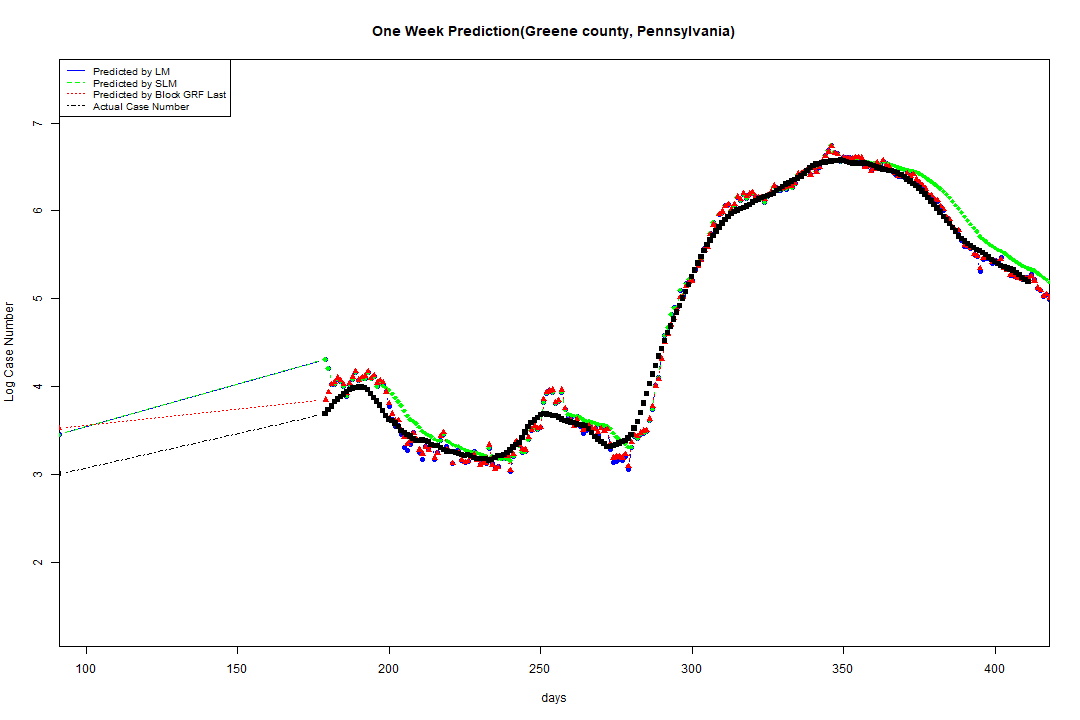 One Week Prediction(Greene county, Pennsylvania)
Predicted by LM
Predicted by SLM
Predicted by Block GRF Last
Actual Case Number
7
6
5
4
3
2
Log Case Number
100 150 200 250 300 350 400
days